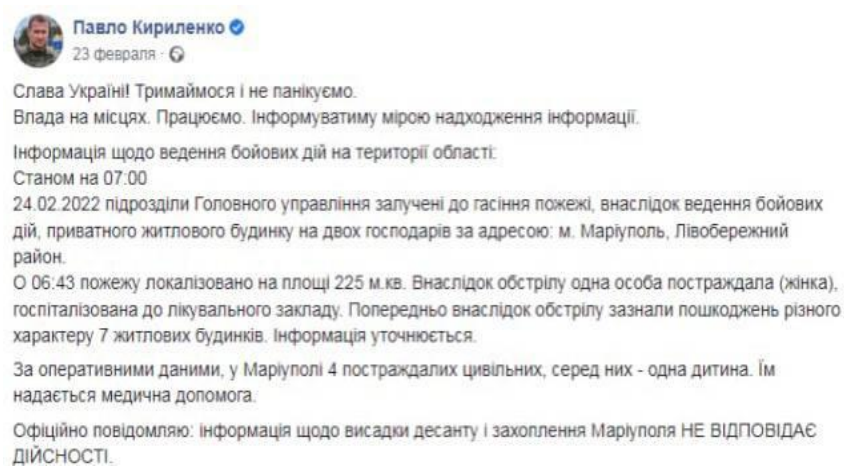 Павло Кириленко
23 февраля ·
Слава Україні! Тримаймося і не панікуємо.
Влада на місцях. Працюємо. Інформуватиму мірою надходження інформації.
Інформація щодо ведення бойових дій на території області:
Станом на 07:00
24.02.2022 підрозділи Головного управління залучені до гасіння пожежі, внаслідок ведення бойових
дій, приватного житлового будинку на двох господарів за адресою: м. Маріуполь, Лівобережний
район.
О 06:43 пожежу локалізовано на площі 225 м.кв. Внаслідок обстрілу одна особа постраждала (жінка),
госпіталізована до лікувального закладу. Попередньо внаслідок обстрілу зазнали пошкоджень різного
характеру 7 житлових будинків. Інформація уточнюється.
За оперативними даними, у Маріуполі 4 постраждалих цивільних, серед них - одна дитина. Їм
надається медична допомога.
Офіційно повідомляю: інформація щодо висадки десанту і захоплення Маріуполя НЕ ВІДПОВІДАЄ
ДІЙСНОСТІ.